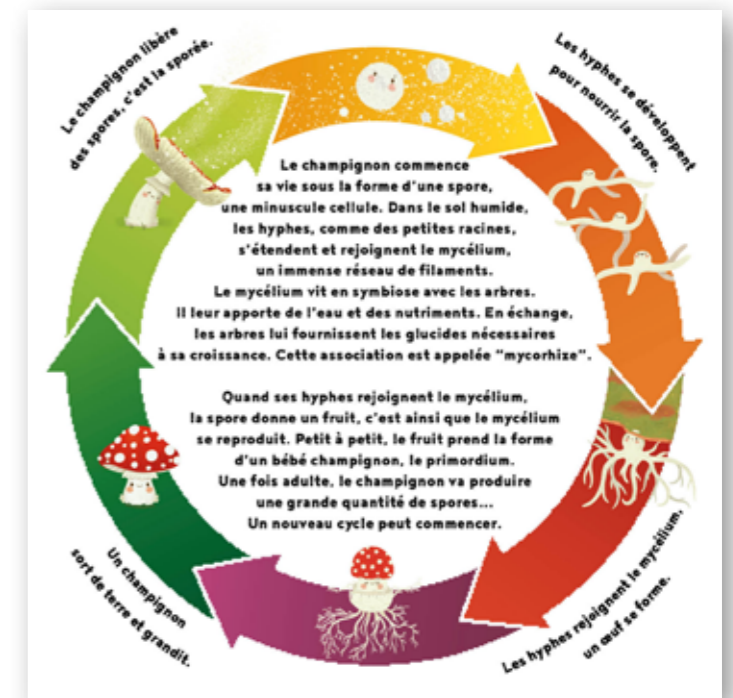 Le champignon libère
des spores, c'est la sporée.
Les hyphes se développent
pour nourrir la spore.
Le champignon commence
sa vie sous la forme d'une spore,
une minuscule cellule. Dans le sol humide,
les hyphes, comme des petites racines,
s'étendent et rejoignent le mycélium,
un immense réseau de filaments.
Le mycélium vit en symbiose avec les arbres.
Il leur apporte de l'eau et des nutriments. En échange,
les arbres lui fournissent les glucides nécessaires
à sa croissance. Cette association est appelée "mycorhize".
Quand ses hyphes rejoignent le mycélium,
la spore donne un fruit, c'est ainsi que le mycélium
se reproduit. Petit à petit, le fruit prend la forme
d'un bébé champignon, le primordium.
Une fois adulte, le champignon va produire
une grande quantité de spores...
Un nouveau cycle peut commencer.
Un champignon
sort de terre et grandit.
Les hyphes rejoignent le mycélium,
un œuf se forme.